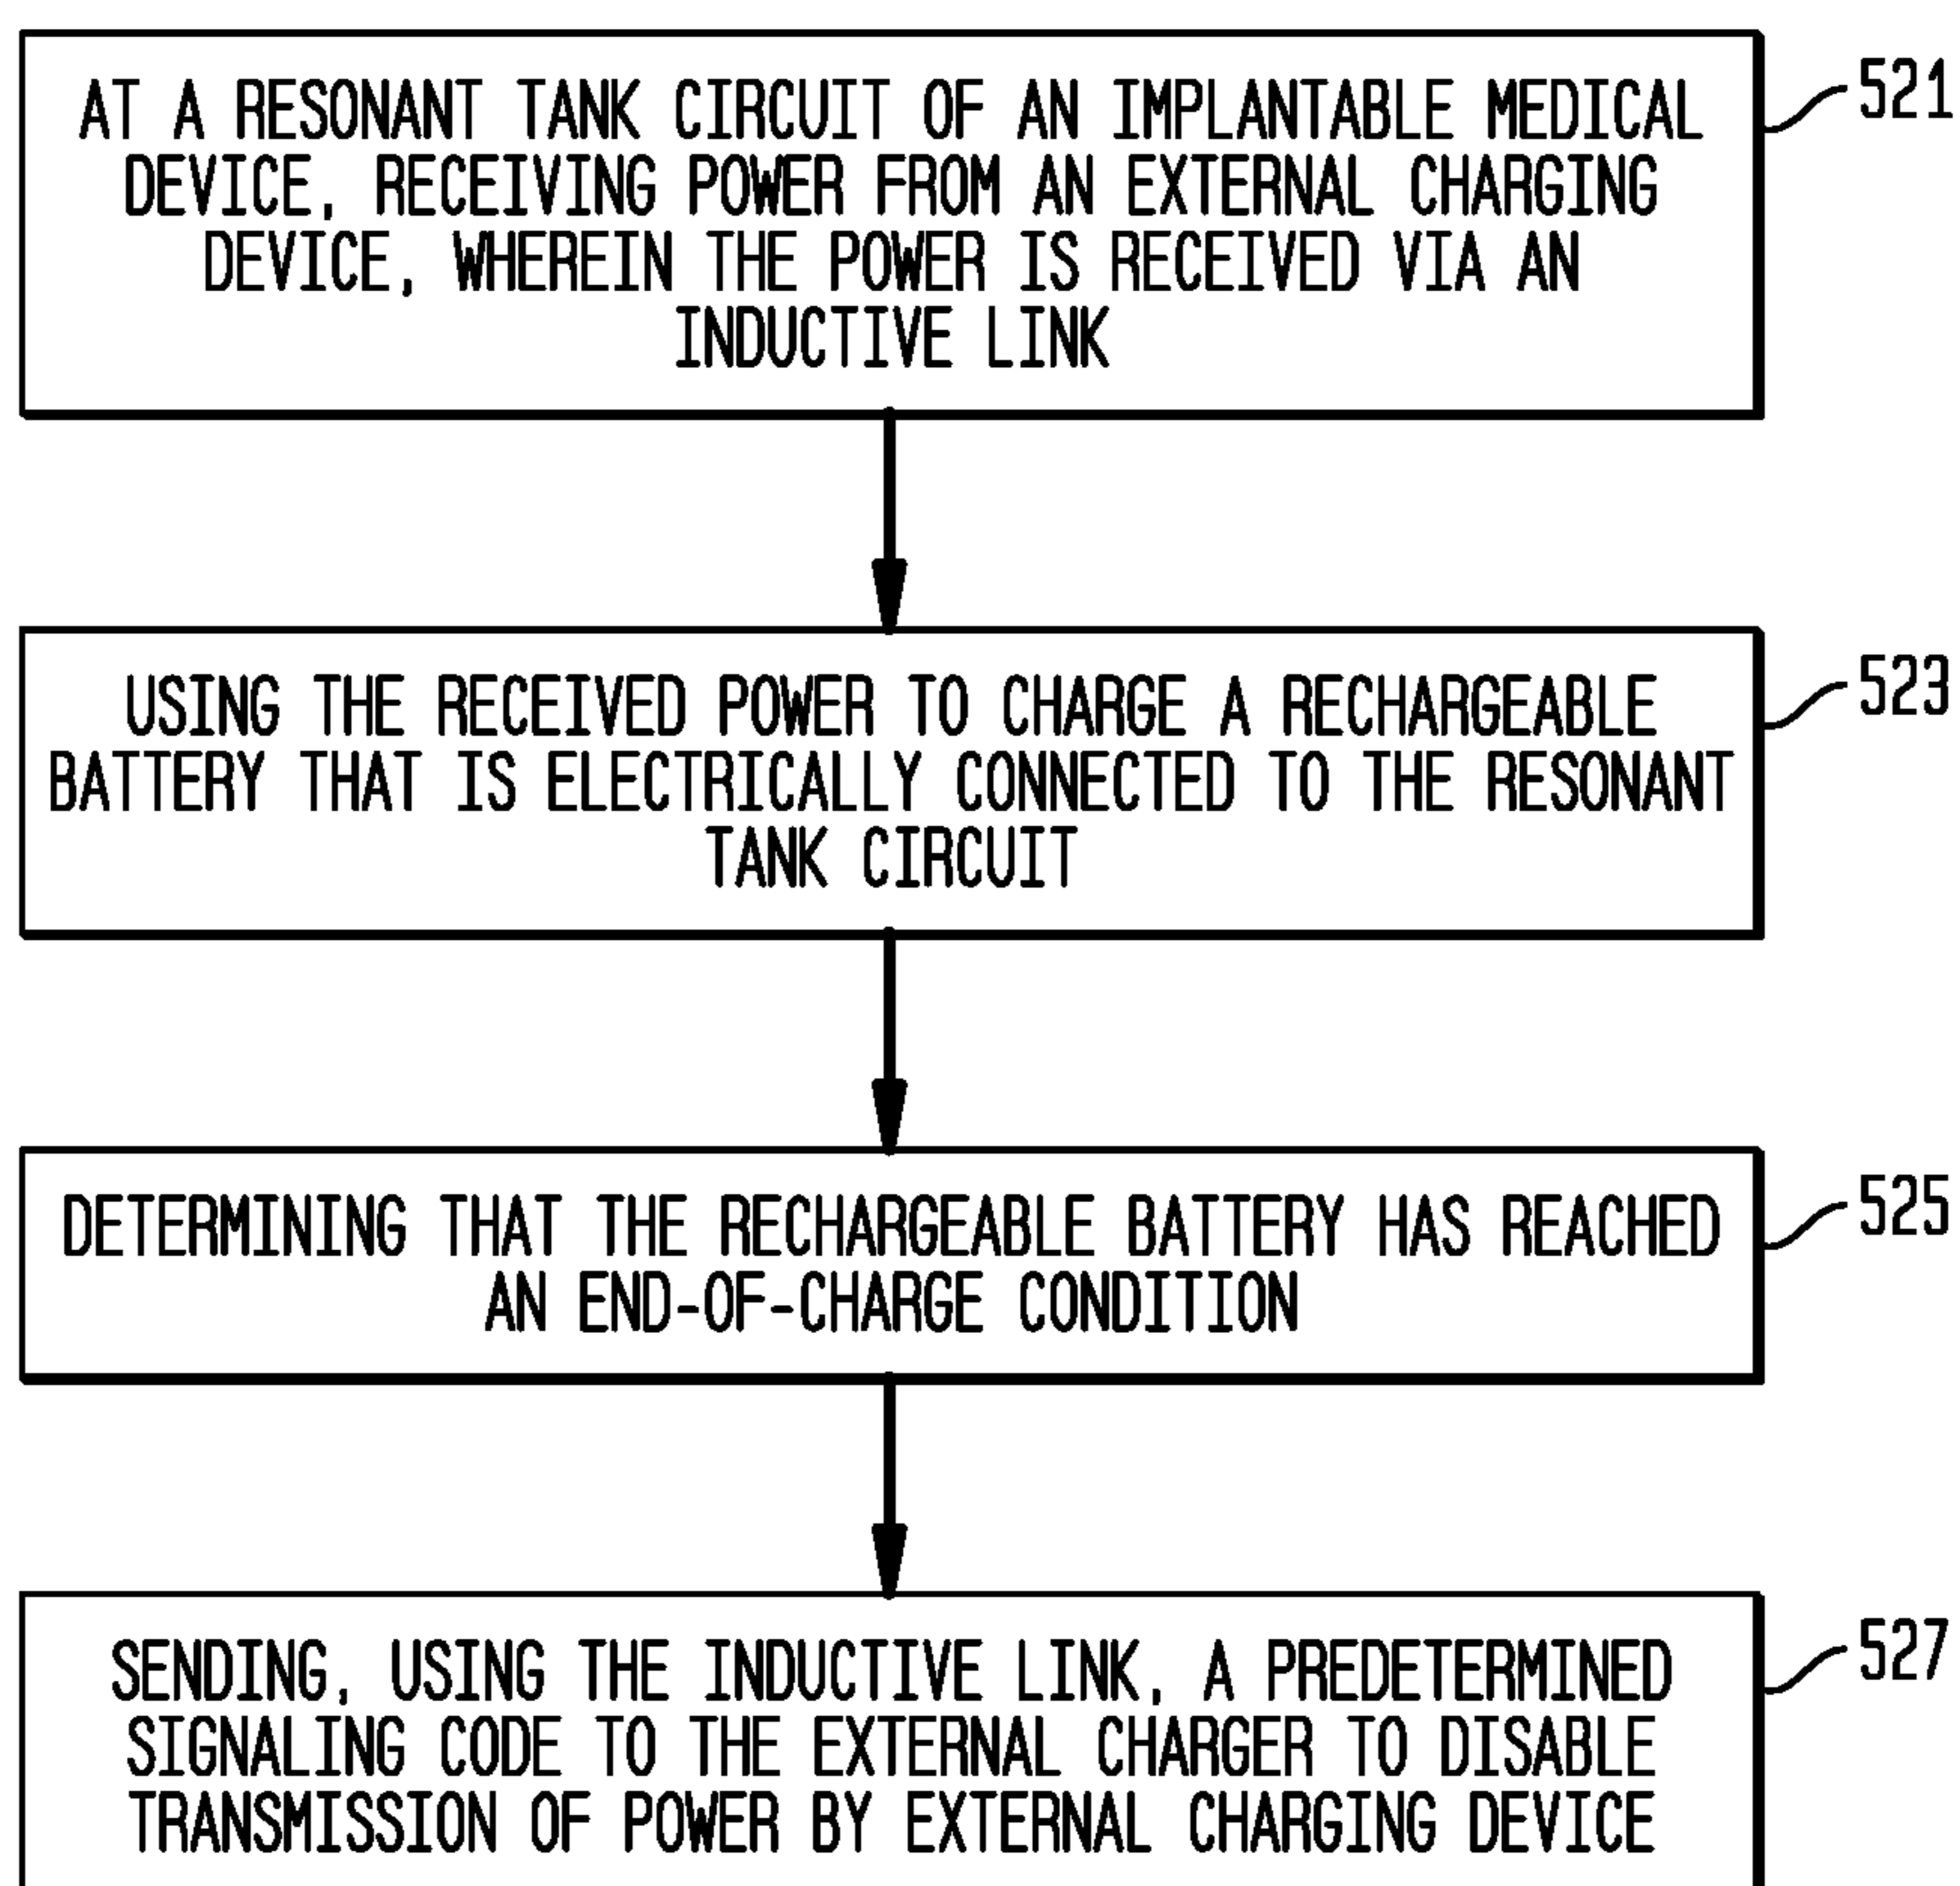 AT A RESONANT TANK CIRCUIT OF AN IMPLANTABLE MEDICAL
DEVICE, RECEIVING POWER FROM AN EXTERNAL CHARGING
DEVICE, WHEREIN THE POWER IS RECEIVED VIA AN
INDUCTIVE LINK
521
USING THE RECEIVED POWER TO CHARGE A RECHARGEABLE
BATTERY THAT IS ELECTRICALLY CONNECTED TO THE RESONANT
TANK CIRCUIT
523
DETERMINING THAT THE RECHARGEABLE BATTERY HAS REACHED
AN END-OF-CHARGE CONDITION
525
SENDING, USING THE INDUCTIVE LINK, A PREDETERMINED
SIGNALING CODE TO THE EXTERNAL CHARGER TO DISABLE
TRANSMISSION OF POWER BY EXTERNAL CHARGING DEVICE
527